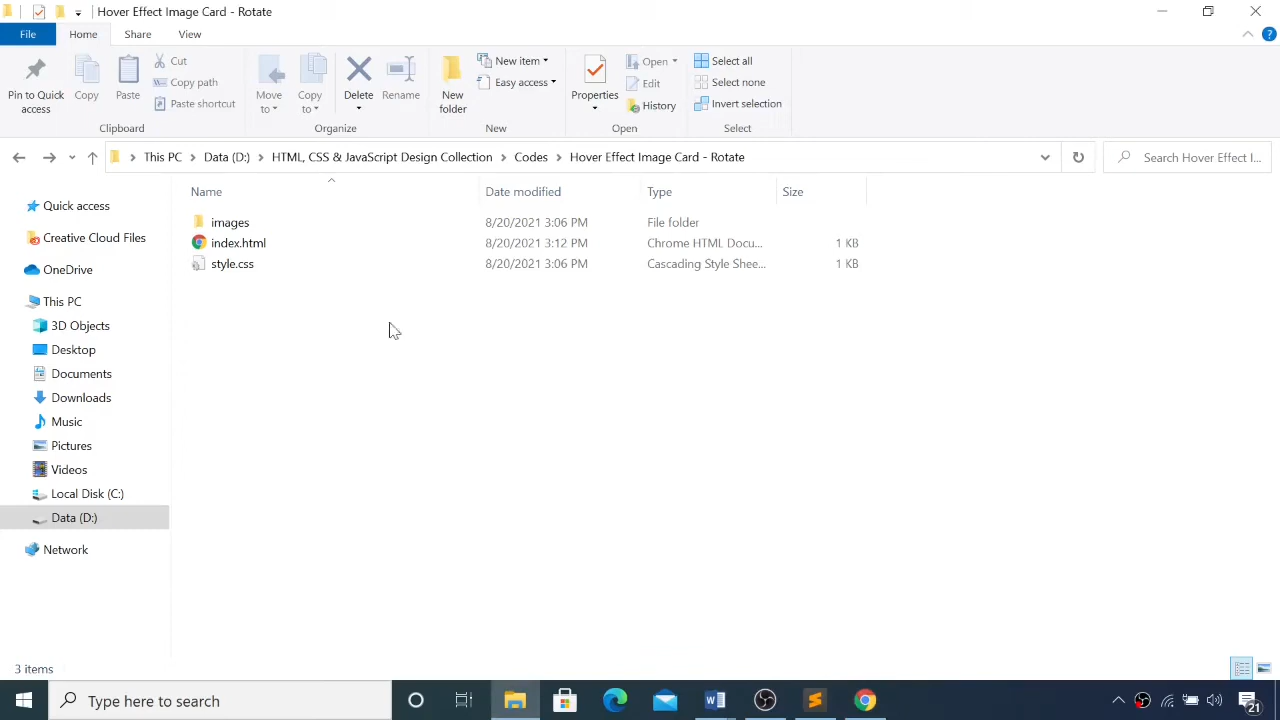 Hover Effect Image Card - Rotate
File Home Share View
Pin to Quick access
Copy
Paste
Cut
Copy path
Paste shortcut
Clipboard
Move to
Copy to
Delete
Rename
Organize
New folder
New item
Easy access
New
Properties
Open
Edit
History
Open
Select all
Select none
Invert selection
Select
This PC Data (D:) HTML, CSS & JavaScript Design Collection Codes Hover Effect Image Card - Rotate
Search Hover Effect I...
Name Date modified Type Size
images 8/20/2021 3:06 PM File folder
index.html 8/20/2021 3:12 PM Chrome HTML Docu... 1 KB
style.css 8/20/2021 3:06 PM Cascading Style Shee... 1 KB
Quick access
Creative Cloud Files
OneDrive
This PC
3D Objects
Desktop
Documents
Downloads
Music
Pictures
Videos
Local Disk (C:)
Data (D:)
Network
3 items
Type here to search
21